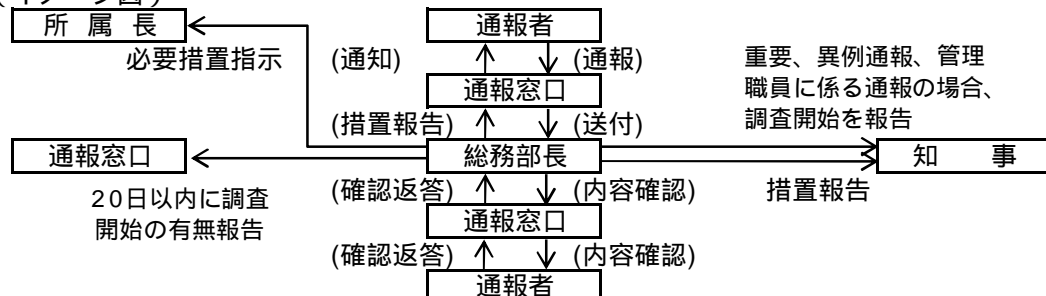 (イメージ図)
所 属 長
通報者
必要措置指示
(通知)
(通報)
重要、異例通報、管理
職員に係る通報の場合、
調査開始を報告
通報窓口
(措置報告)
(送付)
通報窓口
総務部長
知 事
20日以内に調査
開始の有無報告
(確認返答)
(内容確認)
措置報告
通報窓口
(確認返答)
(内容確認)
通報者